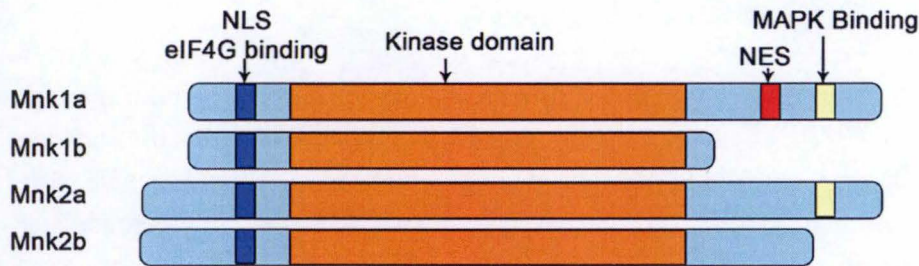 NLS
eIF4G binding
Kinase domain
MAPK Binding
NES
Mnk1a
Mnk1b
Mnk2a
Mnk2b